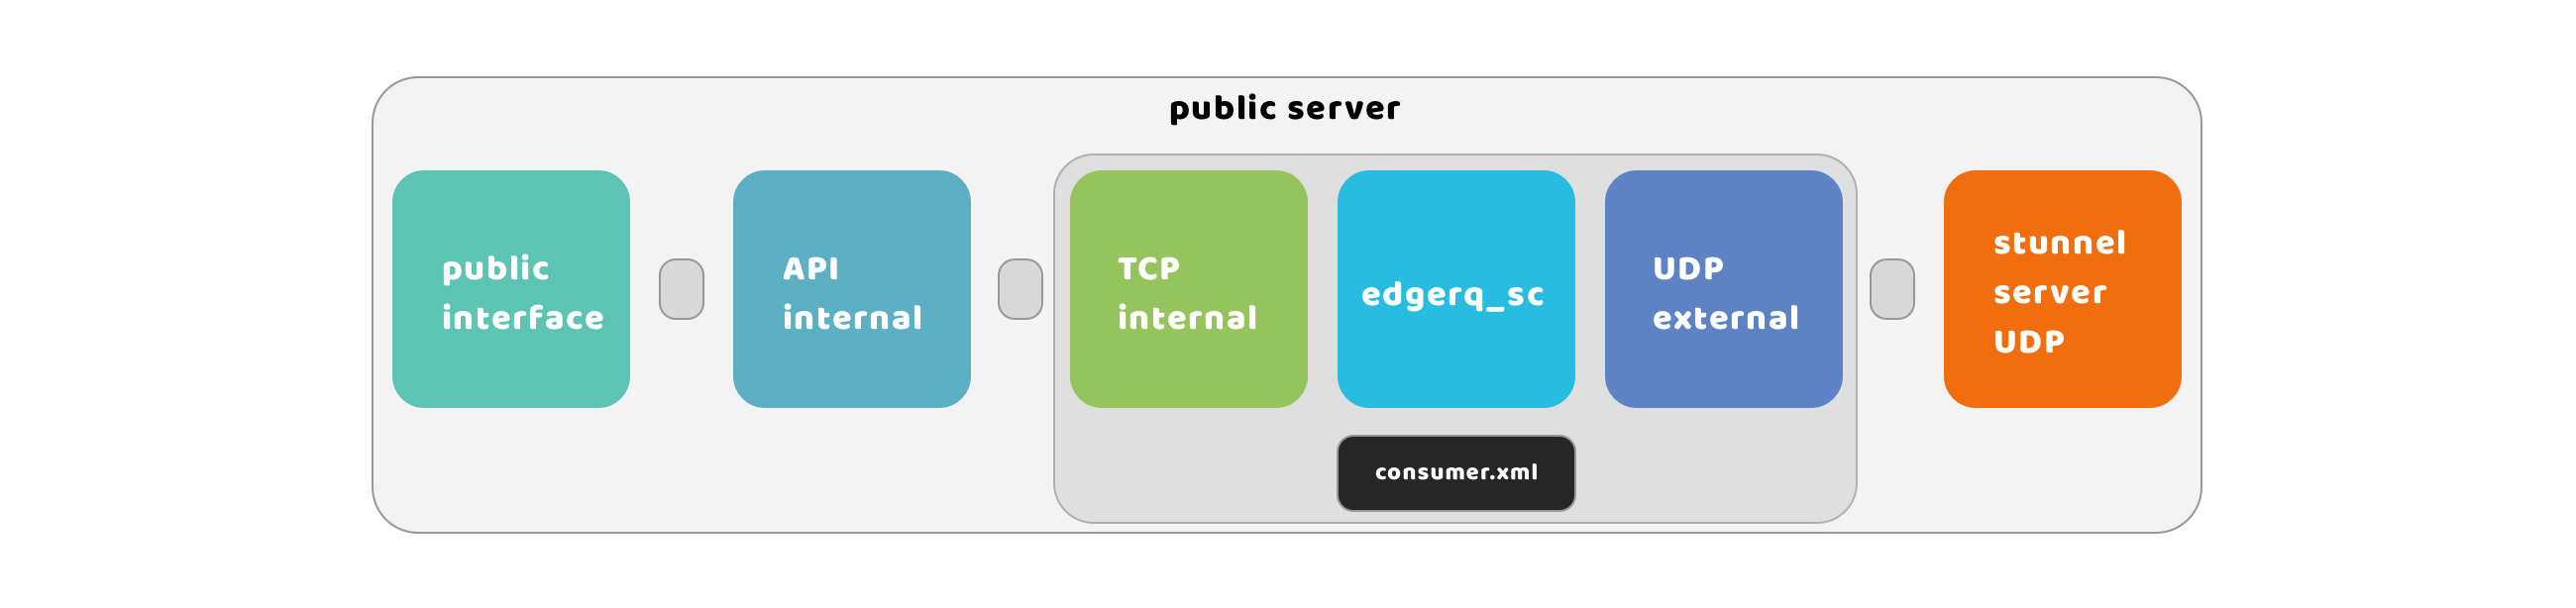 public server
public
interface
API
internal
TCP
internal
edgerq_sc
UDP
external
stunnel
server
UDP
consumer.xml